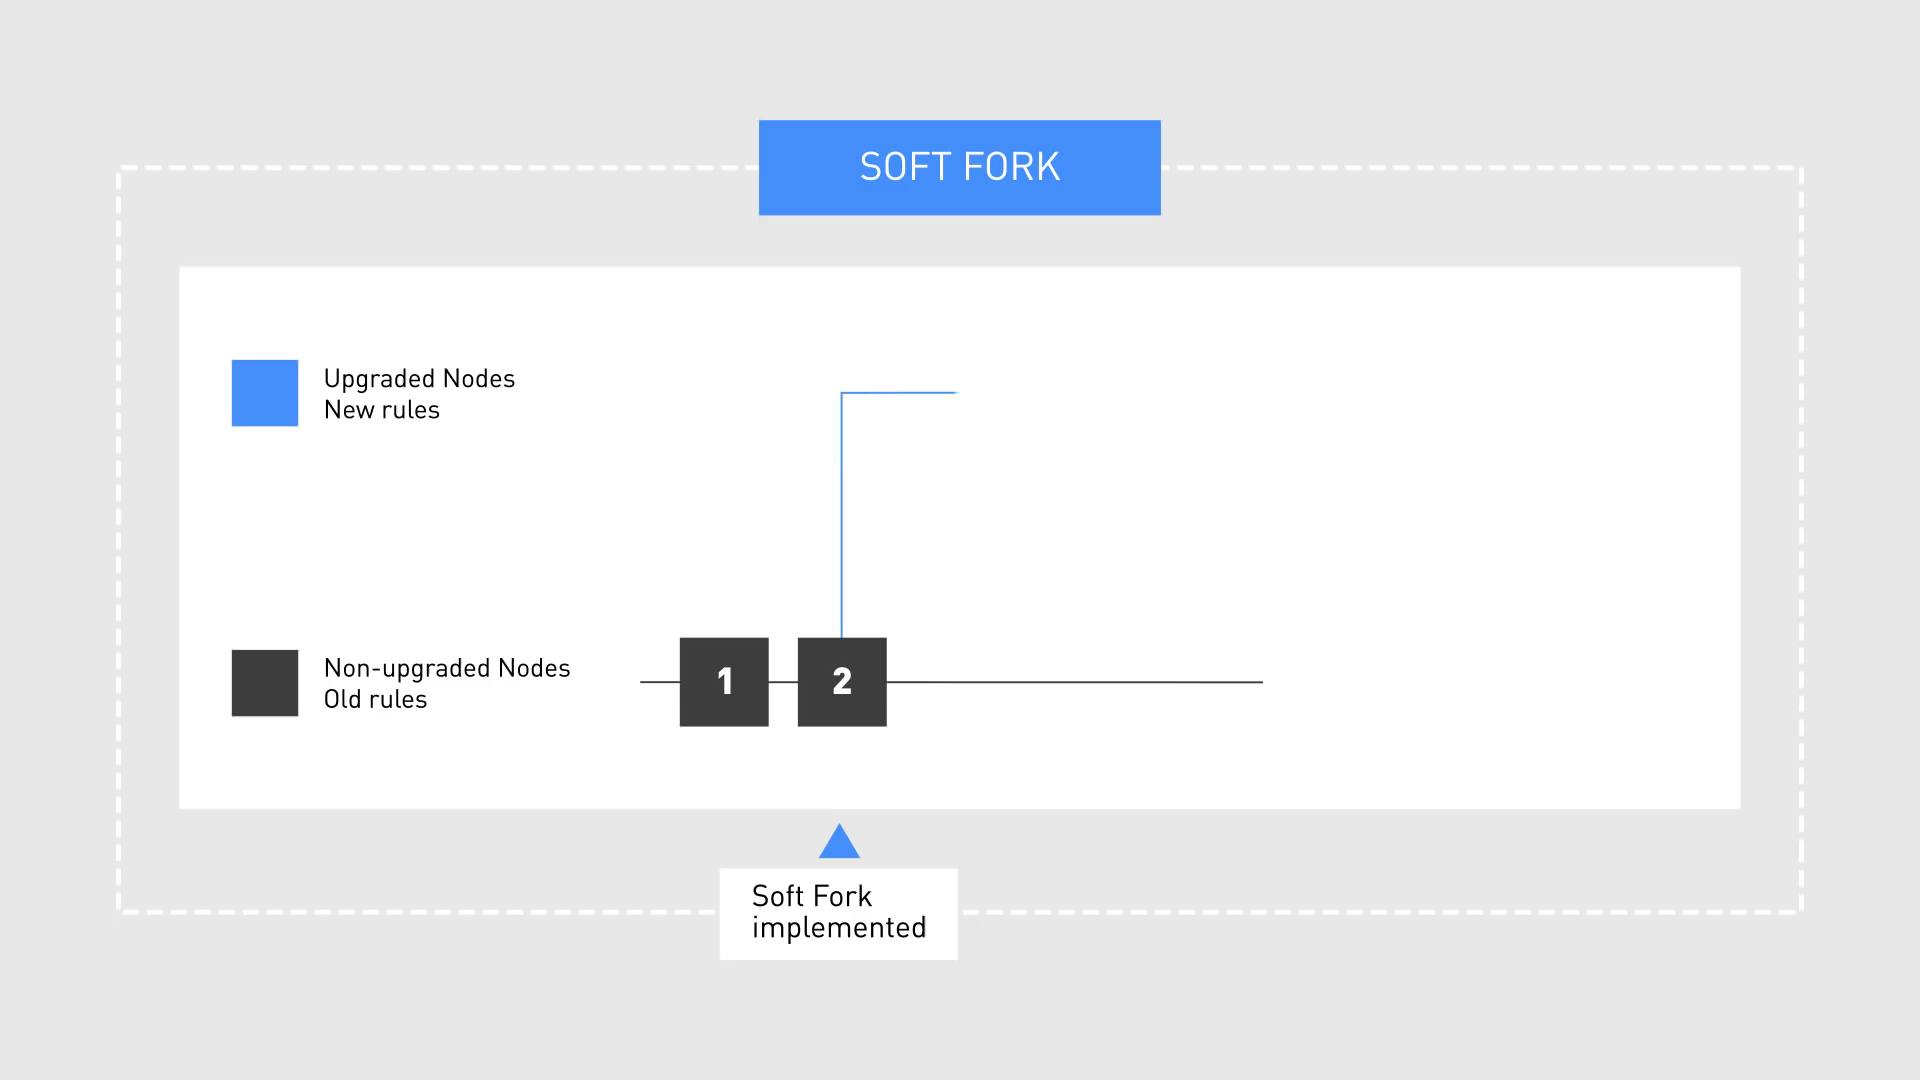 SOFT FORK
Upgraded Nodes
New rules
Non-upgraded Nodes
Old rules
1
2
Soft Fork
implemented